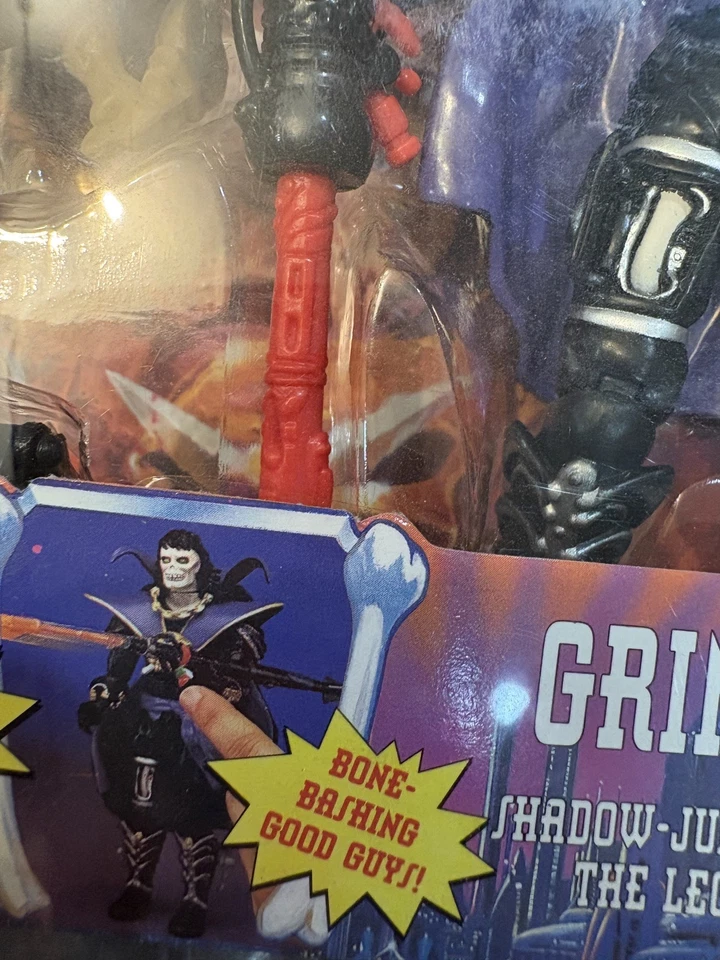 BONE-
BASHING
GOOD GUYS!
GRI
SHADOW-JU
THE LEG